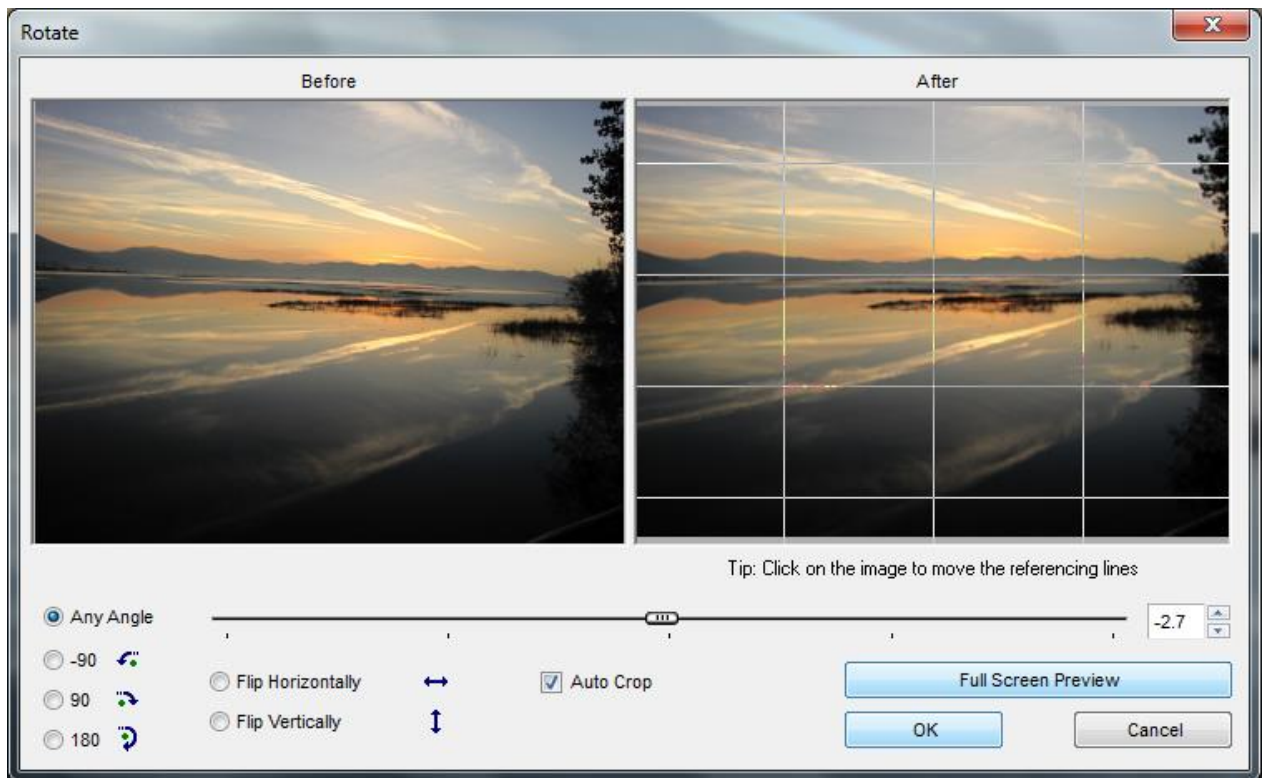 Rotate
Before After
Tip: Click on the image to move the referencing lines
Any Angle -2.7
-90
90
180
Flip Horizontally
Flip Vertically
Auto Crop
Full Screen Preview
OK Cancel